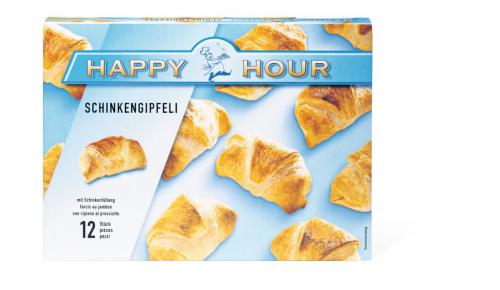 HAPPY HOUR
SCHINKENGIPFELI
mit Schinkenfüllung
farcis au jambon
con ripieno al prosciutto
12 Stück
pièces
pezzi